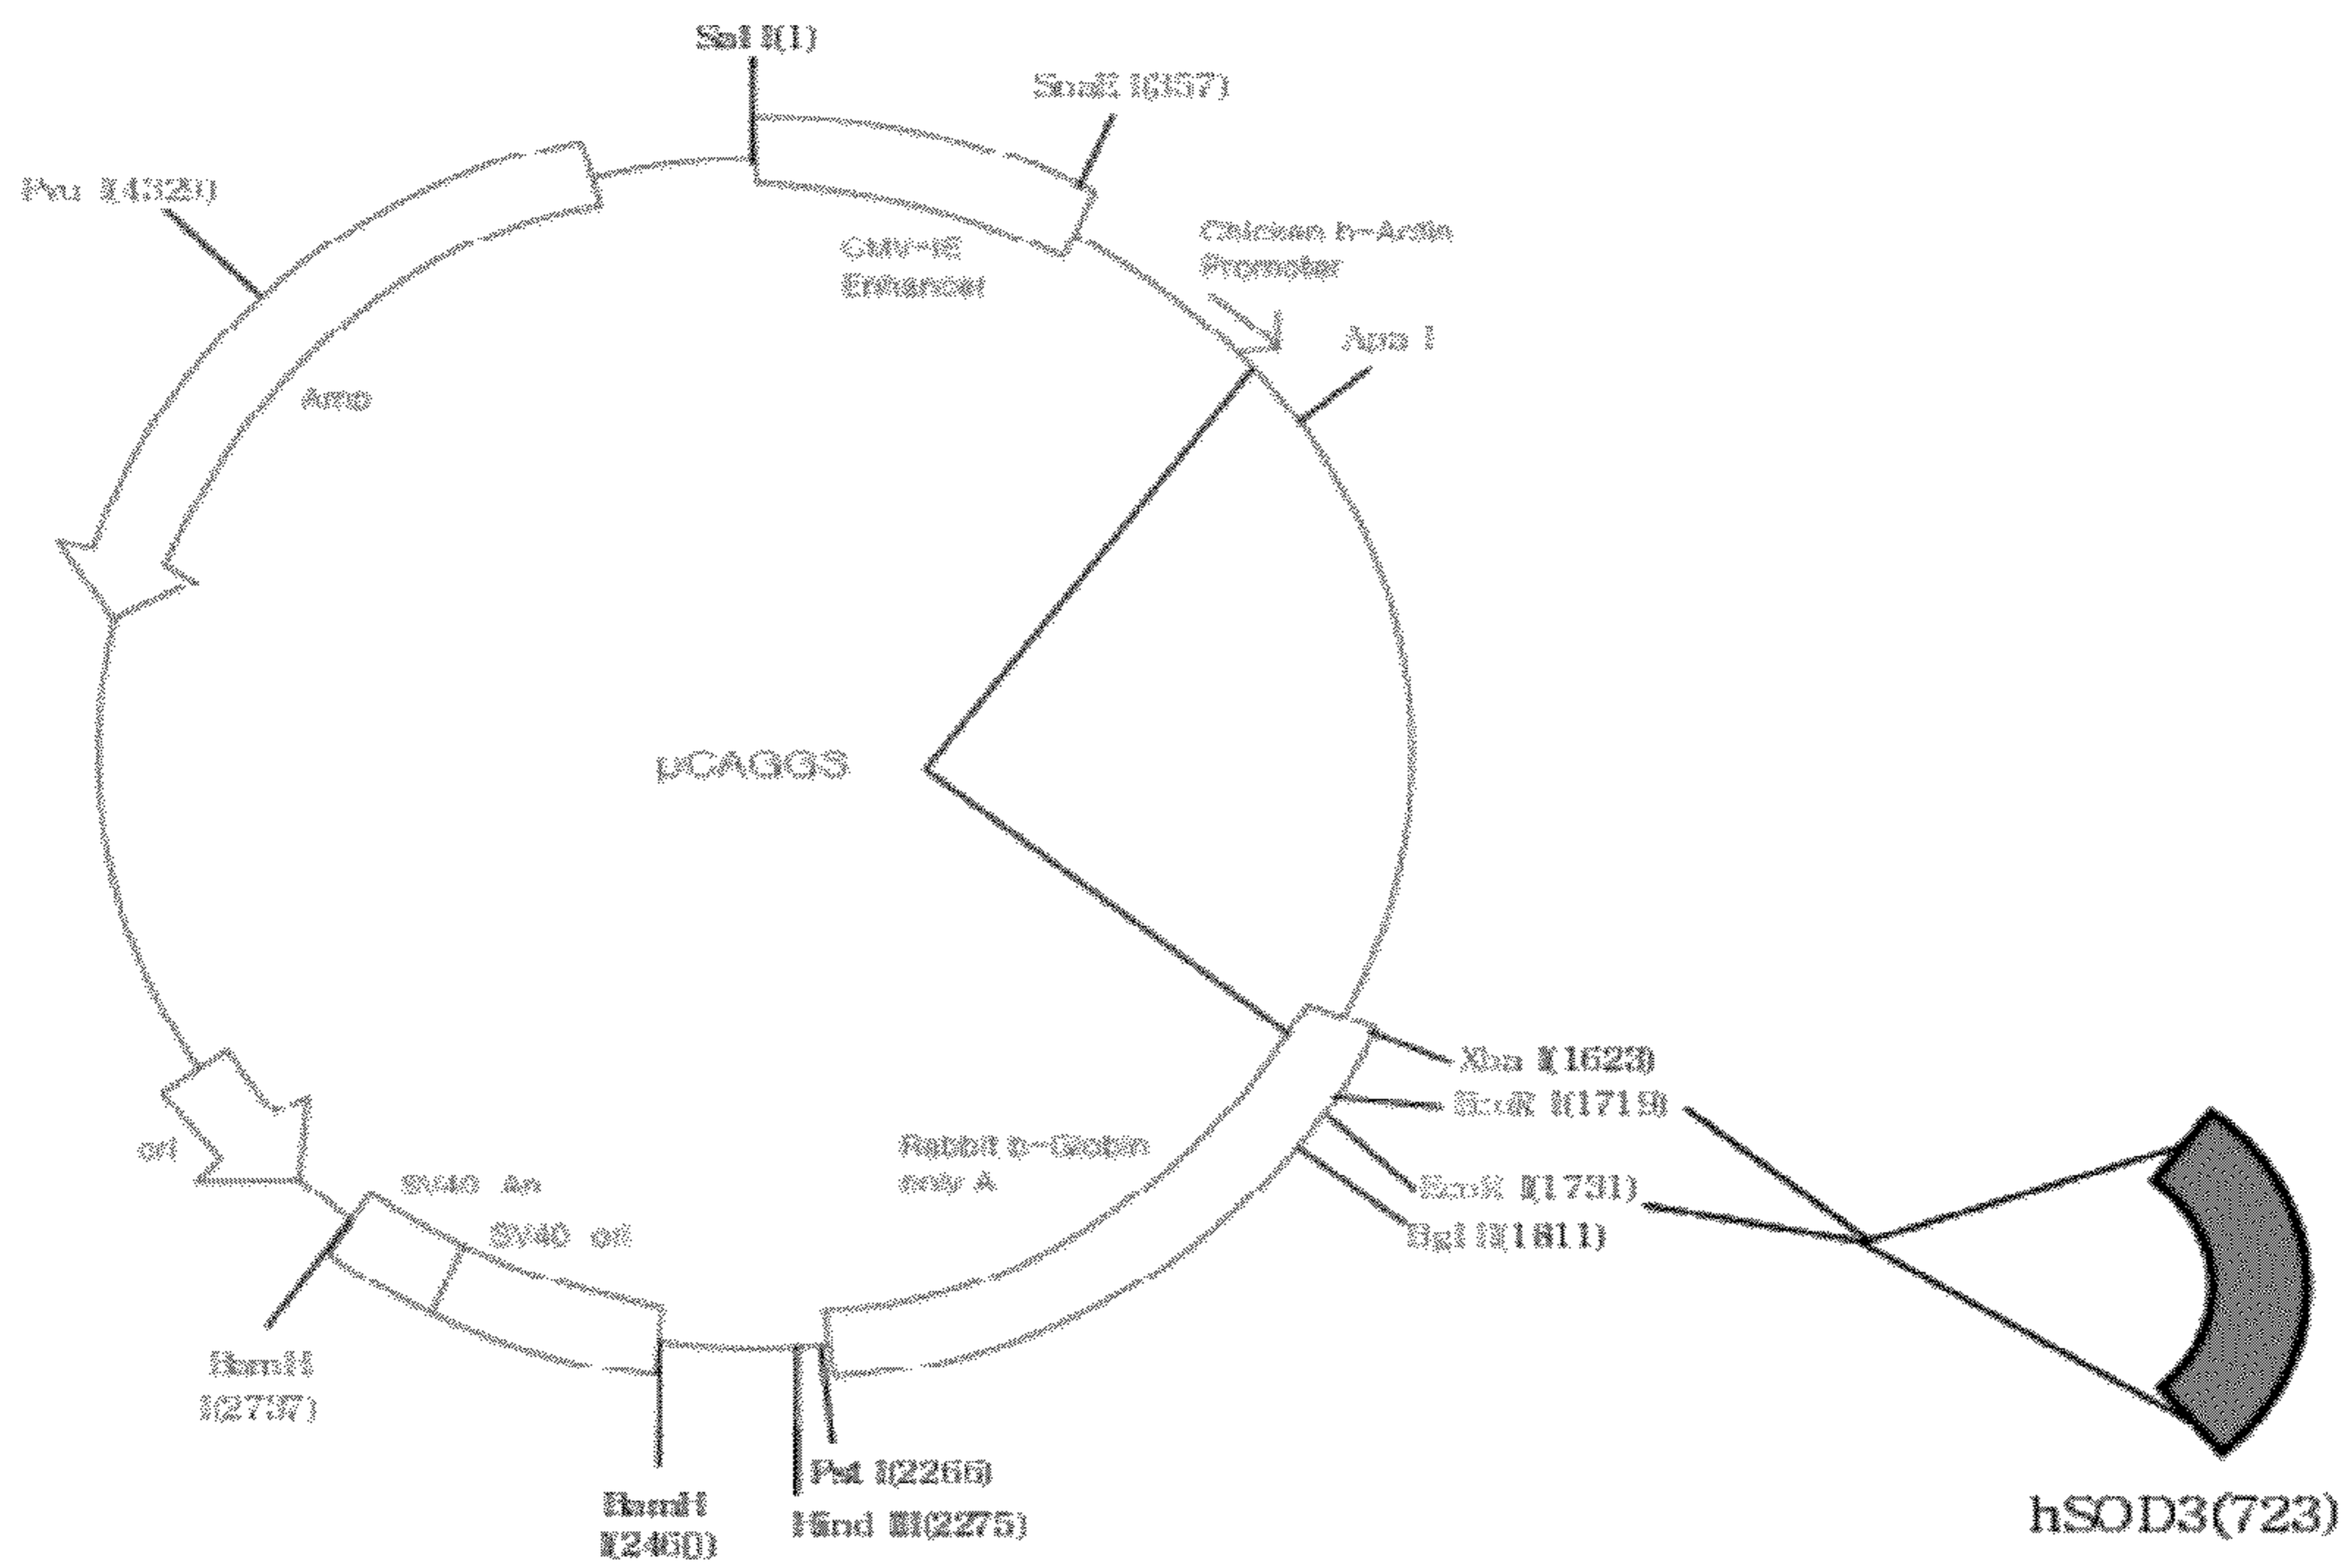 Sal I(1)
SnaB I(357)
Pvu I(4329)
CMV-IE
Enhancer
Chicken b-Actin
Promoter
Apa I
Amp
pCAGGS
Xba I(1623)
EcoR I(1719)
EcoR I(1731)
Bgl II(1811)
Rabbit b-Globin
poly A
ori
SV40 An
SV40 ori
BamH
I(2737)
BamH
I(2460)
Pst I(2266)
Hind III(2275)
hSOD3(723)